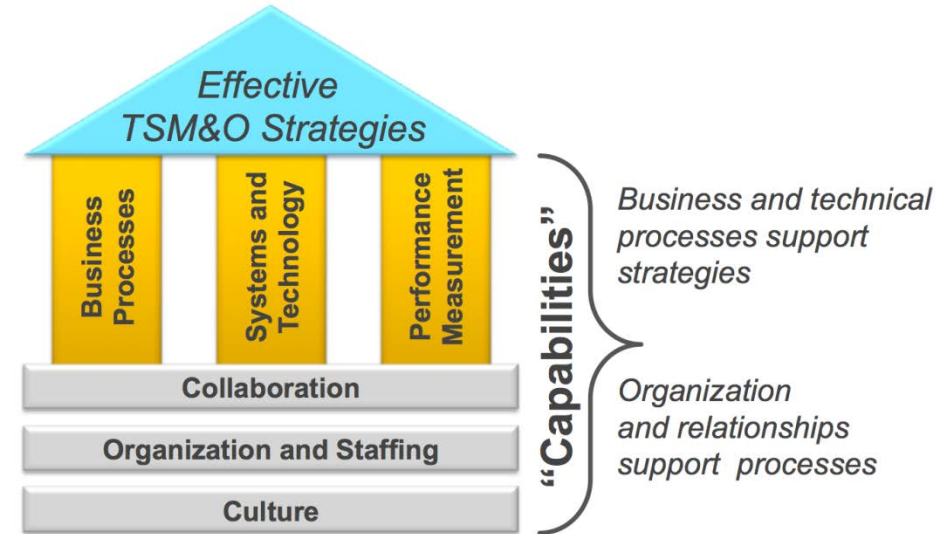 Effective
TSM&O Strategies
Business
Processes
Systems and
Technology
Performance
Measurement
Collaboration
Organization and Staffing
Culture
“Capabilities”
Business and technical
processes support
strategies
Organization
and relationships
support processes